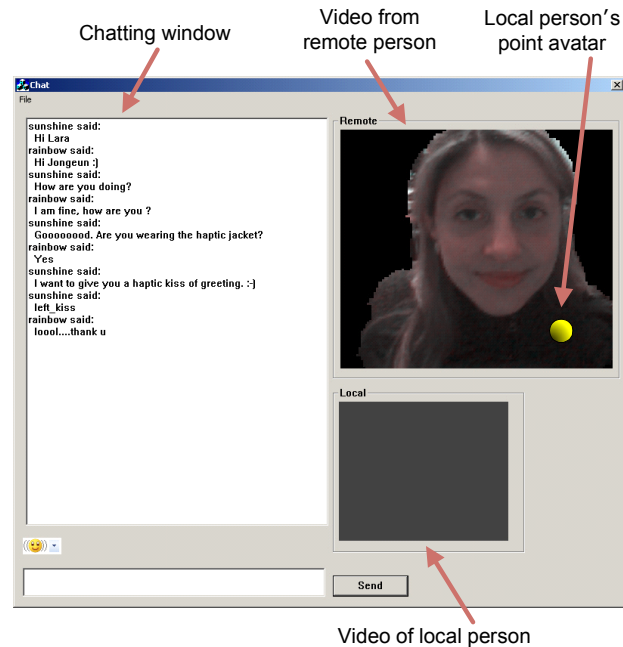 Chatting window
Video from
remote person
Local person's
point avatar
Chat
File
sunshine said:
Hi Lara
rainbow said:
Hi Jongeun :)
sunshine said:
How are you doing?
rainbow said:
I am fine, how are you ?
sunshine said:
Goooooood. Are you wearing the haptic jacket?
rainbow said:
Yes
sunshine said:
I want to give you a haptic kiss of greeting. :-)
sunshine said:
left_kiss
rainbow said:
loool....thank u
Remote
Local
Send
Video of local person